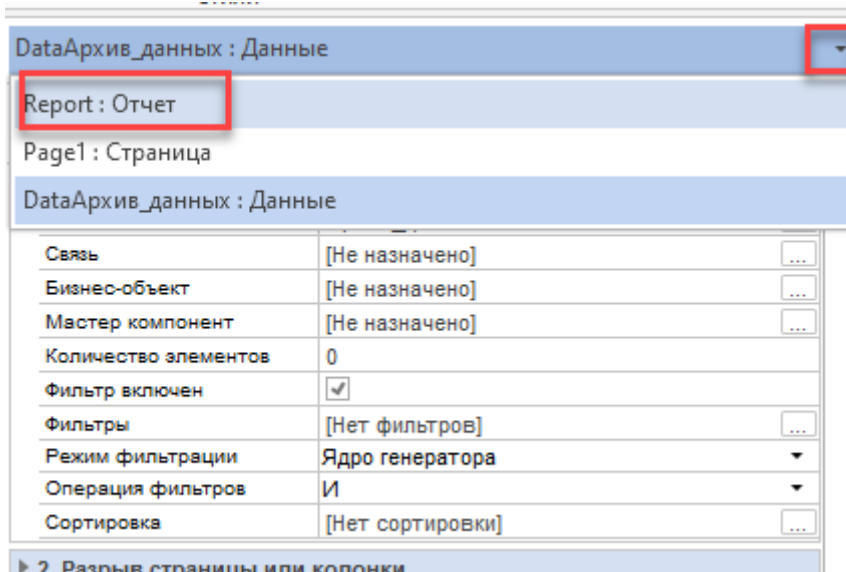 DataАрхив_данных : Данные
Report : Отчет
Page1 : Страница
DataАрхив_данных : Данные
Связь [Не назначено] ...
Бизнес-объект [Не назначено] ...
Мастер компонент [Не назначено] ...
Количество элементов 0
Фильтр включен
Фильтры [Нет фильтров] ...
Режим фильтрации Ядро генератора
Операция фильтров И
Сортировка [Нет сортировки] ...
2. Разрыв страницы или колонки